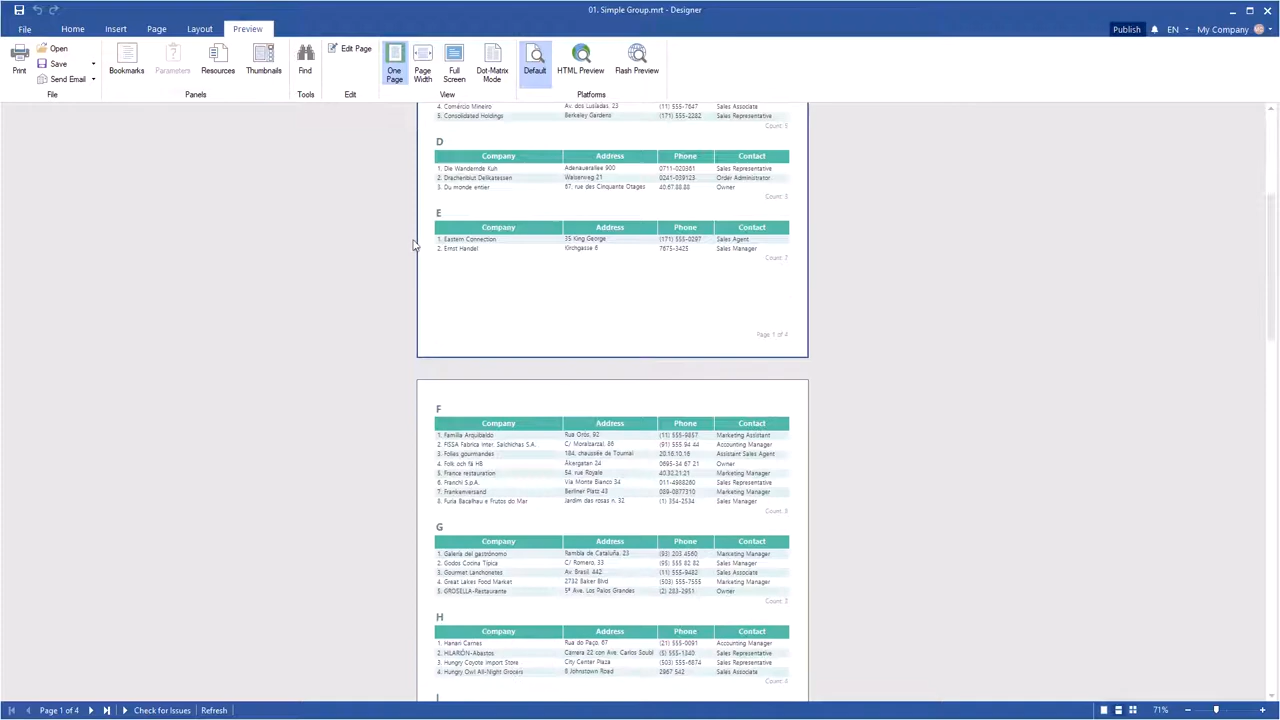 01. Simple Group.mrt - Designer
File Home Insert Page Layout Preview Publish EN My Company
Print Open Save Send Email Bookmarks Parameters Resources Thumbnails Find Edit Page One Page Page Width Full Screen Dot-Matrix Mode Default HTML Preview Flash Preview
File Panels Tools Edit View Platforms
4. Comércio Mineiro Av. dos Lusíadas, 23 (11) 555-7647 Sales Associate
5. Consolidated Holdings Berkeley Gardens (171) 555-2282 Sales Representative
Count: 5
D
Company Address Phone Contact
1. Die Wandernde Kuh Adenauerallee 900 0711-020361 Sales Representative
2. Drachenblut Delikatessen Walserweg 21 0241-039123 Order Administrator
3. Du monde entier 67, rue des Cinquante Otages 40.67.88.88 Owner
Count: 3
E
Company Address Phone Contact
1. Eastern Connection 35 King George (171) 555-0297 Sales Agent
2. Ernst Handel Kirchgasse 6 7675-3425 Sales Manager
Count: 2
Page 1 of 4
F
Company Address Phone Contact
1. Familia Arquibaldo Rua Orós, 92 (11) 555-9857 Marketing Assistant
2. FISSA Fabrica Inter. Salchichas S.A. C/ Moralzarzal, 86 (91) 555 94 44 Accounting Manager
3. Folies gourmandes 184, chaussée de Tournai 20.16.10.16 Assistant Sales Agent
4. Folk och fä HB Åkergatan 24 0695-34 67 21 Owner
5. France restauration 54, rue Royale 40.32.21.21 Marketing Manager
6. Franchi S.p.A. Via Monte Bianco 34 011-4988260 Sales Representative
7. Frankenversand Berliner Platz 43 089-0877310 Marketing Manager
8. Furia Bacalhau e Frutos do Mar Jardim das rosas n. 32 (1) 354-2534 Sales Manager
Count: 8
G
Company Address Phone Contact
1. Galería del gastrónomo Rambla de Cataluña, 23 (93) 203 4560 Marketing Manager
2. Godos Cocina Típica C/ Romero, 33 (95) 555 82 82 Sales Manager
3. Gourmet Lanchonetes Av. Brasil, 442 (11) 555-9482 Sales Associate
4. Great Lakes Food Market 2732 Baker Blvd (503) 555-7555 Marketing Manager
5. GROSELLA-Restaurante 5ª Ave. Los Palos Grandes (2) 283-2951 Owner
Count:
H
Company Address Phone Contact
1. Hanari Carnes Rua do Paço, 67 (21) 555-0091 Accounting Manager
2. HILARIÓN-Abastos Carrera 22 con Ave. Carlos Soubl (5) 555-1340 Sales Representative
3. Hungry Coyote Import Store City Center Plaza (503) 555-6874 Sales Representative
4. Hungry Owl All-Night Grocers 8 Johnstown Road 2967 542 Sales Associate
Count: 4
I
Page 1 of 4 Check for Issues Refresh 71%